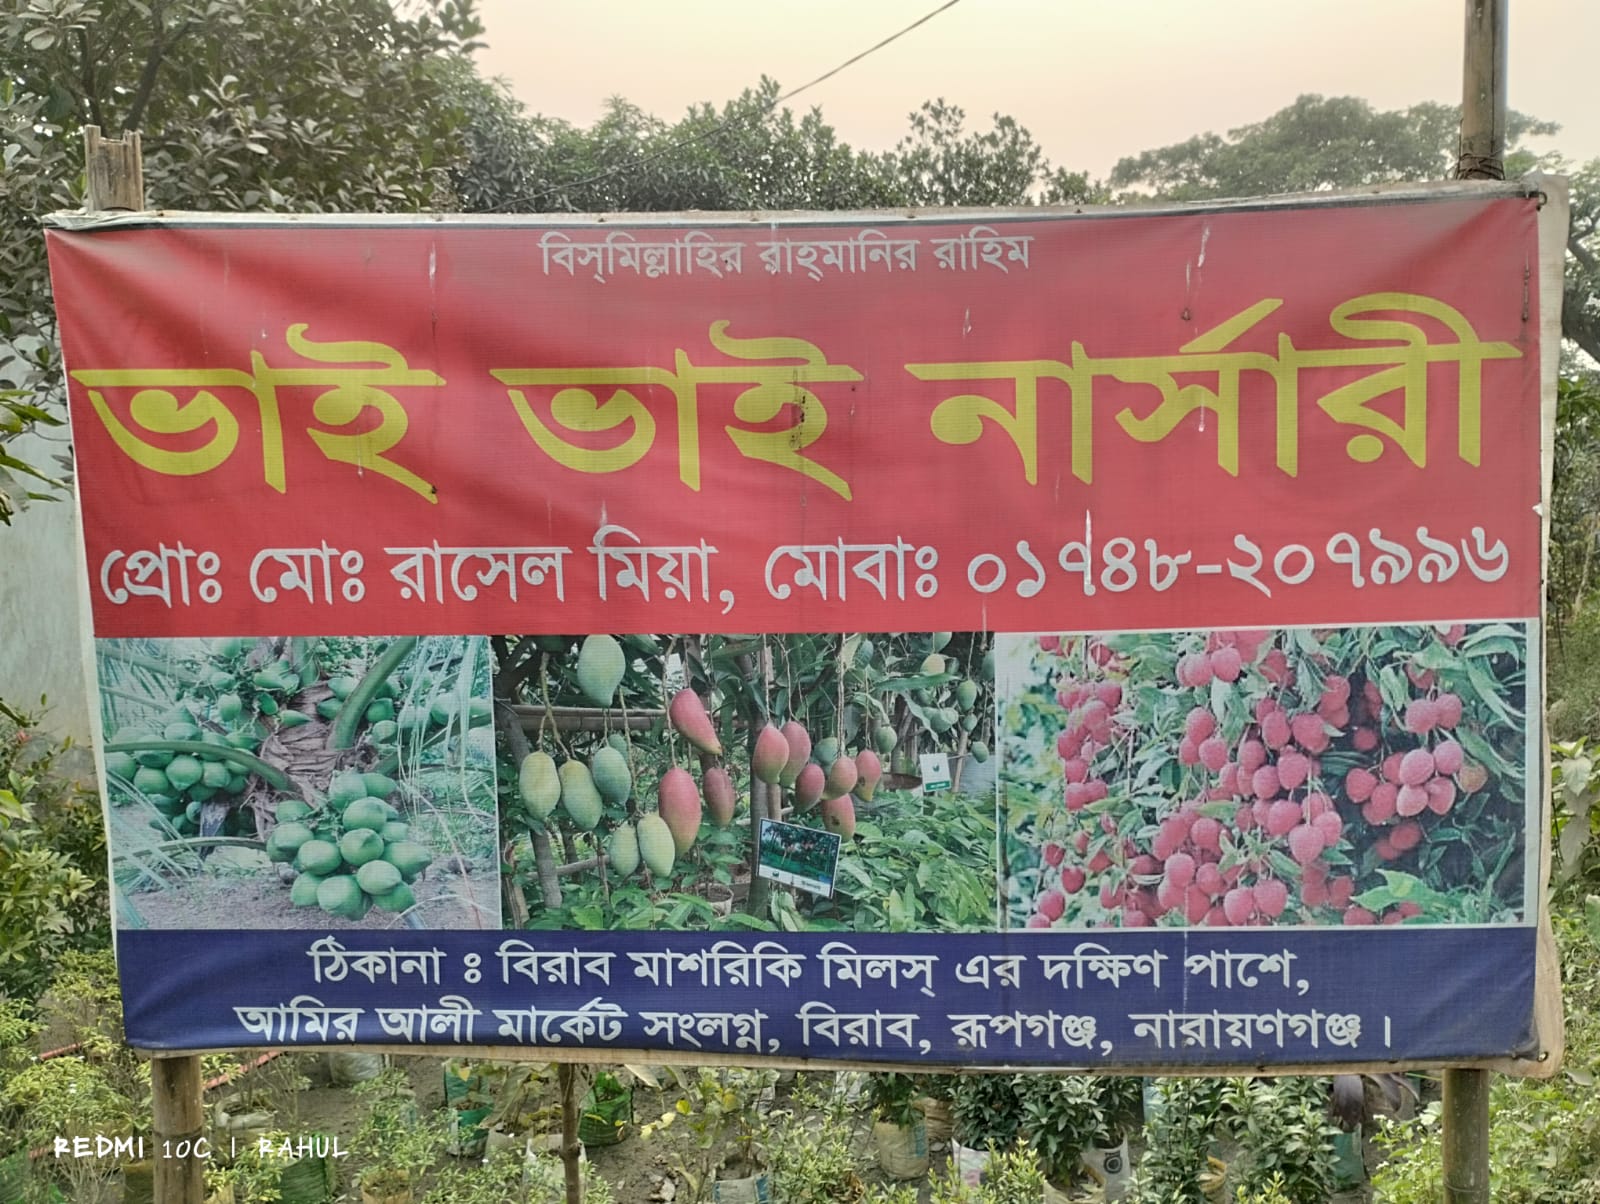 বিস্‌মিল্লাহির রাহ্‌মানির রাহিম
ভাই ভাই নার্সারী
প্রোঃ মোঃ রাসেল মিয়া, মোবাঃ ০১৭৪৮-২০৭৯৯৬
ঠিকানা ঃ বিরাব মাশরিকি মিলস্ এর দক্ষিণ পাশে,
আমির আলী মার্কেট সংলগ্ন, বিরাব, রূপগঞ্জ, নারায়ণগঞ্জ।
REDMI 10C | RAHUL